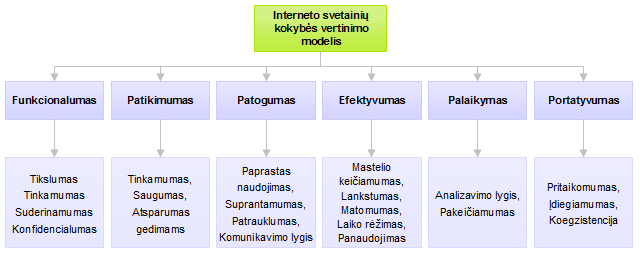 Interneto svetainių
kokybės vertinimo
modelis
Funkcionalumas
Patikimumas
Patogumas
Efektyvumas
Palaikymas
Portatyvumas
Tikslumas
Tinkamumas
Suderinamumas
Konfidencialumas
Tinkamumas,
Saugumas,
Atsparumas
gedimams
Paprastas
naudojimas,
Suprantamumas,
Patrauklumas,
Komunikavimo lygis
Mastelio
keičiamumas,
Lankstumas,
Matomumas,
Laiko rėžimas,
Panaudojimas
Analizavimo lygis,
Pakeičiamumas
Pritaikomumas,
Įdiegiamumas,
Koegzistencija